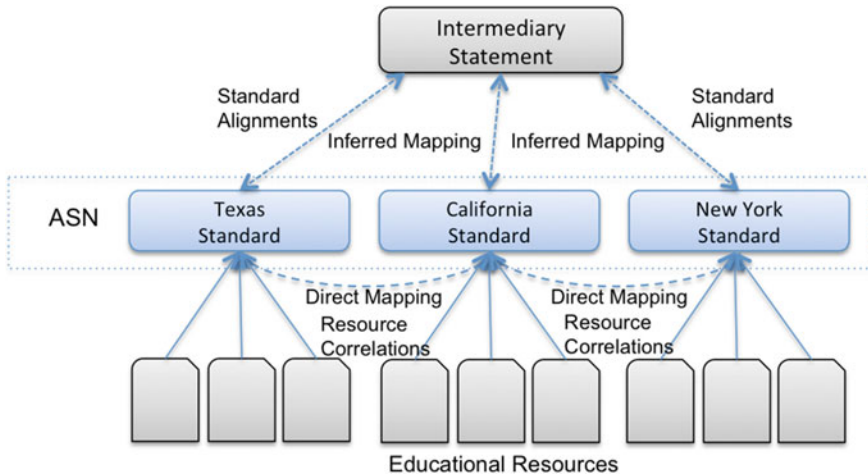 Intermediary
Statement
Standard
Alignments
Standard
Alignments
Inferred Mapping
Inferred Mapping
ASN
Texas
Standard
California
Standard
New York
Standard
Direct Mapping
Resource
Correlations
Direct Mapping
Resource
Correlations
Educational Resources